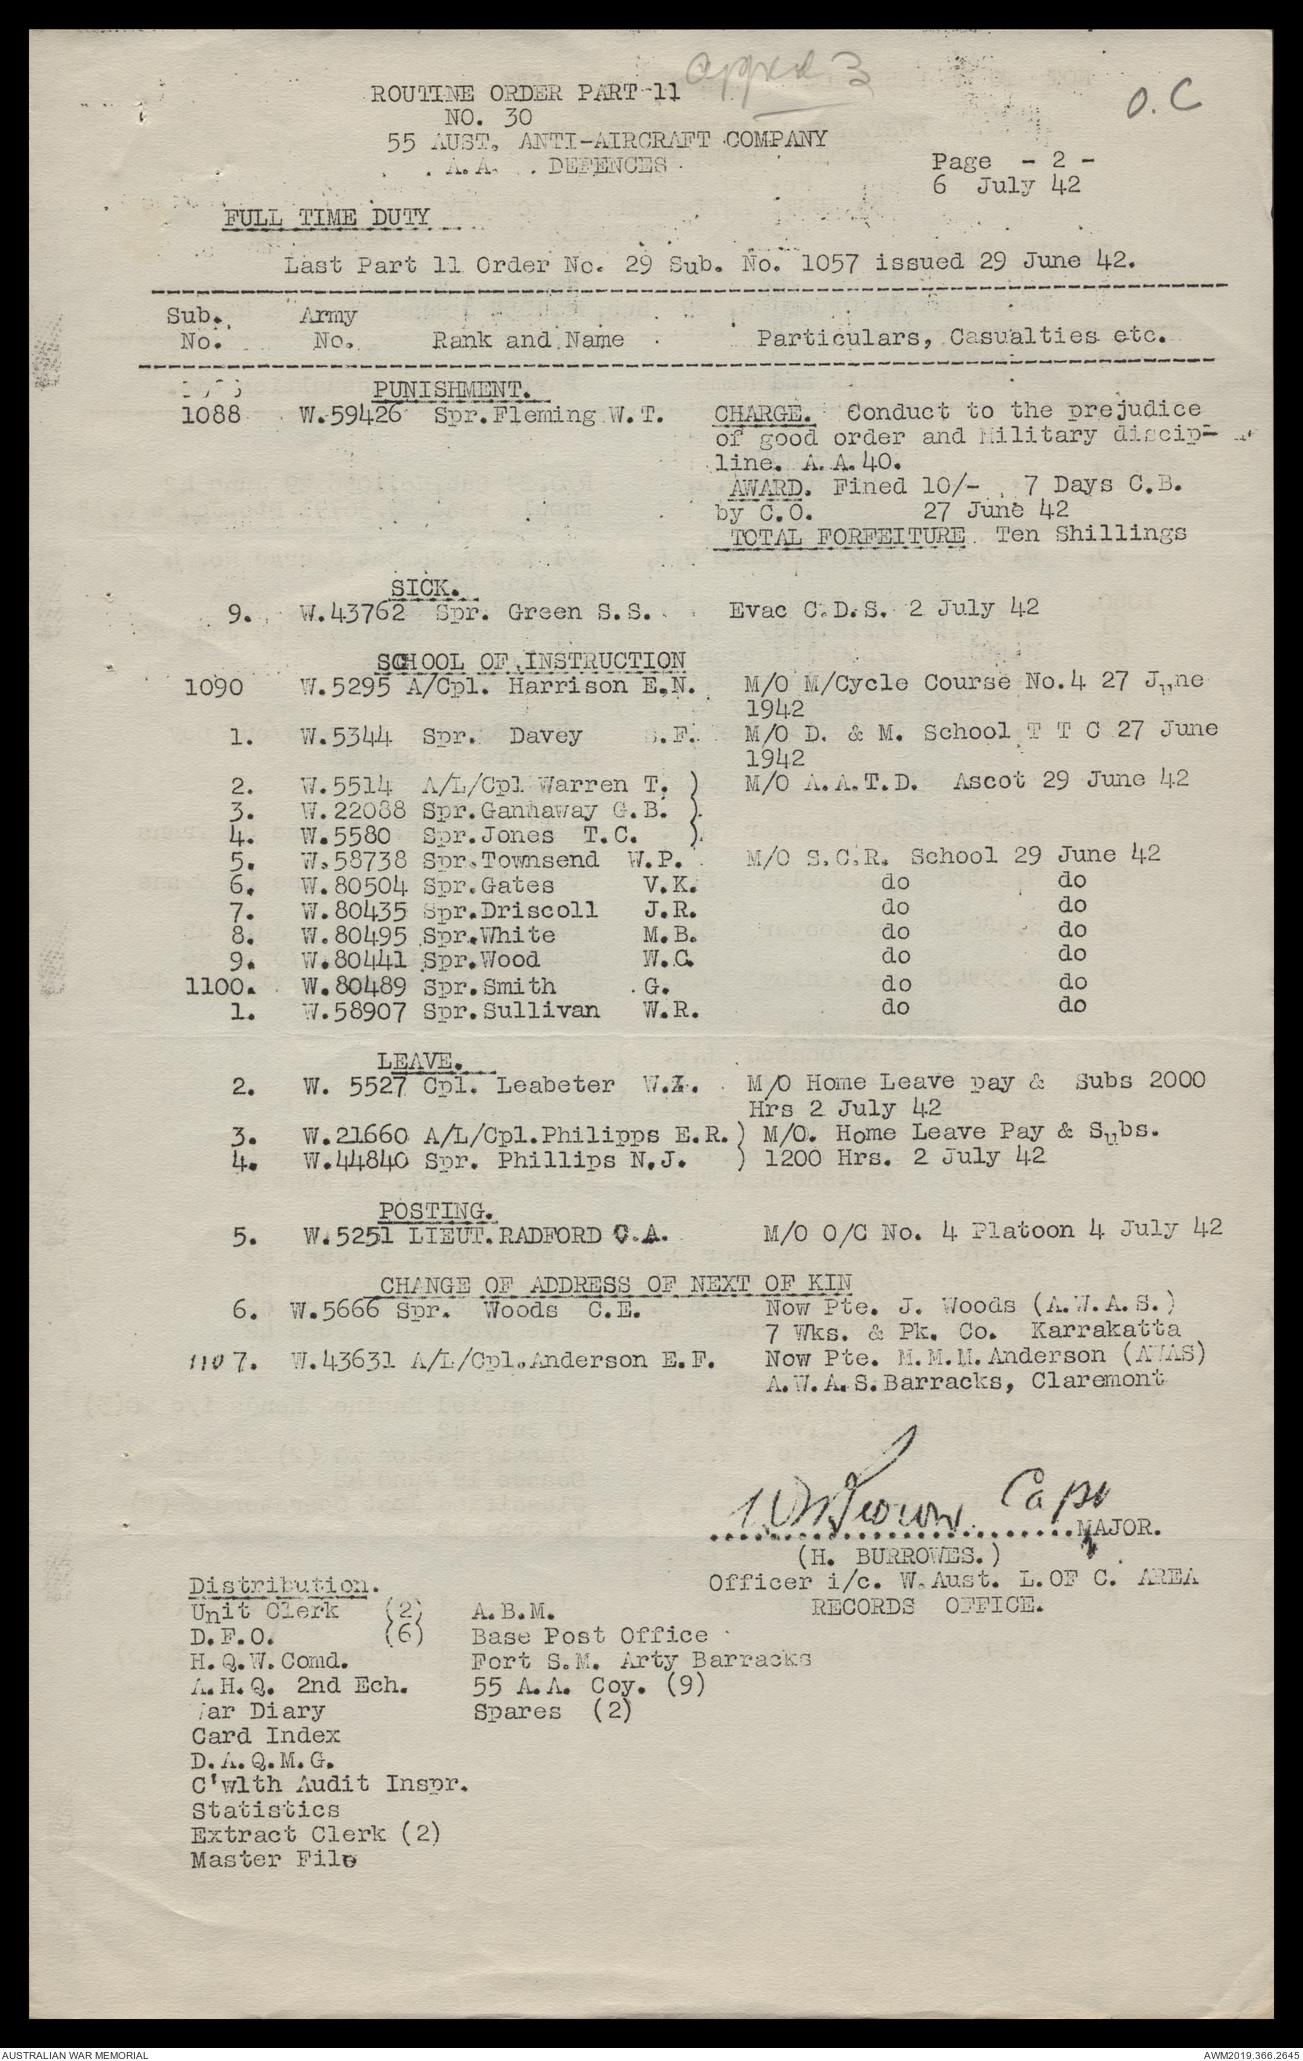 Appx 3
O.C
ROUTINE ORDER PART 11
NO. 30
55 AUST. ANTI-AIRCRAFT COMPANY
A.A. DEFENCES
Page - 2 -
6 July 42
FULL TIME DUTY
Last Part 11 Order No. 29 Sub. No. 1057 issued 29 June 42.
Sub. Army
No. No. Rank and Name Particulars, Casualties etc.
PUNISHMENT.
1088 W.59426 Spr.Fleming W.T. CHARGE. Conduct to the prejudice
of good order and Military discip-
line. A.A.40.
AWARD. Fined 10/- , 7 Days C.B.
by C.O. 27 June 42
TOTAL FORFEITURE Ten Shillings
SICK.
9. W.43762 Spr. Green S.S. Evac C.D.S. 2 July 42
SCHOOL OF INSTRUCTION
1090 W.5295 A/Cpl. Harrison E.N. M/O M/Cycle Course No.4 27 June
1942
1. W.5344 Spr. Davey S.F. M/O D. & M. School T T C 27 June
1942
2. W.5514 A/L/Cpl Warren T. ) M/O A.A.T.D. Ascot 29 June 42
3. W.22088 Spr.Gannaway G.B. )
4. W.5580 Spr.Jones T.C. )
5. W.58738 Spr.Townsend W.P. M/O S.C.R. School 29 June 42
6. W.80504 Spr.Gates V.K. do do
7. W.80435 Spr.Driscoll J.R. do do
8. W.80495 Spr.White M.B. do do
9. W.80441 Spr.Wood W.C. do do
1100. W.80489 Spr.Smith G. do do
1. W.58907 Spr.Sullivan W.R. do do
LEAVE.
2. W. 5527 Cpl. Leabeter W.I. M/O Home Leave pay & Subs 2000
Hrs 2 July 42
3. W.21660 A/L/Cpl.Philipps E.R.) M/O. Home Leave Pay & Subs.
4. W.44840 Spr. Phillips N.J. ) 1200 Hrs. 2 July 42
POSTING.
5. W.5251 LIEUT.RADFORD C.A. M/O O/C No. 4 Platoon 4 July 42
CHANGE OF ADDRESS OF NEXT OF KIN
6. W.5666 Spr. Woods C.E. Now Pte. J. Woods (A.W.A.S.)
7 Wks. & Pk. Co. Karrakatta
1107. W.43631 A/L/Cpl.Anderson E.F. Now Pte. M.M.M.Anderson (AWAS)
A.W.A.S.Barracks, Claremont
Capt
..........................MAJOR.
(H. BURROWES.)
Officer i/c. W.Aust. L.OF C. AREA
RECORDS OFFICE.
Distribution.
Unit Clerk (2) A.B.M.
D.F.O. (6) Base Post Office
H.Q.W.Comd. Fort S.M. Arty Barracks
A.H.Q. 2nd Ech. 55 A.A. Coy. (9)
War Diary Spares (2)
Card Index
D.A.Q.M.G.
C'wlth Audit Inspr.
Statistics
Extract Clerk (2)
Master File
AUSTRALIAN WAR MEMORIAL AWM2019.366.2645